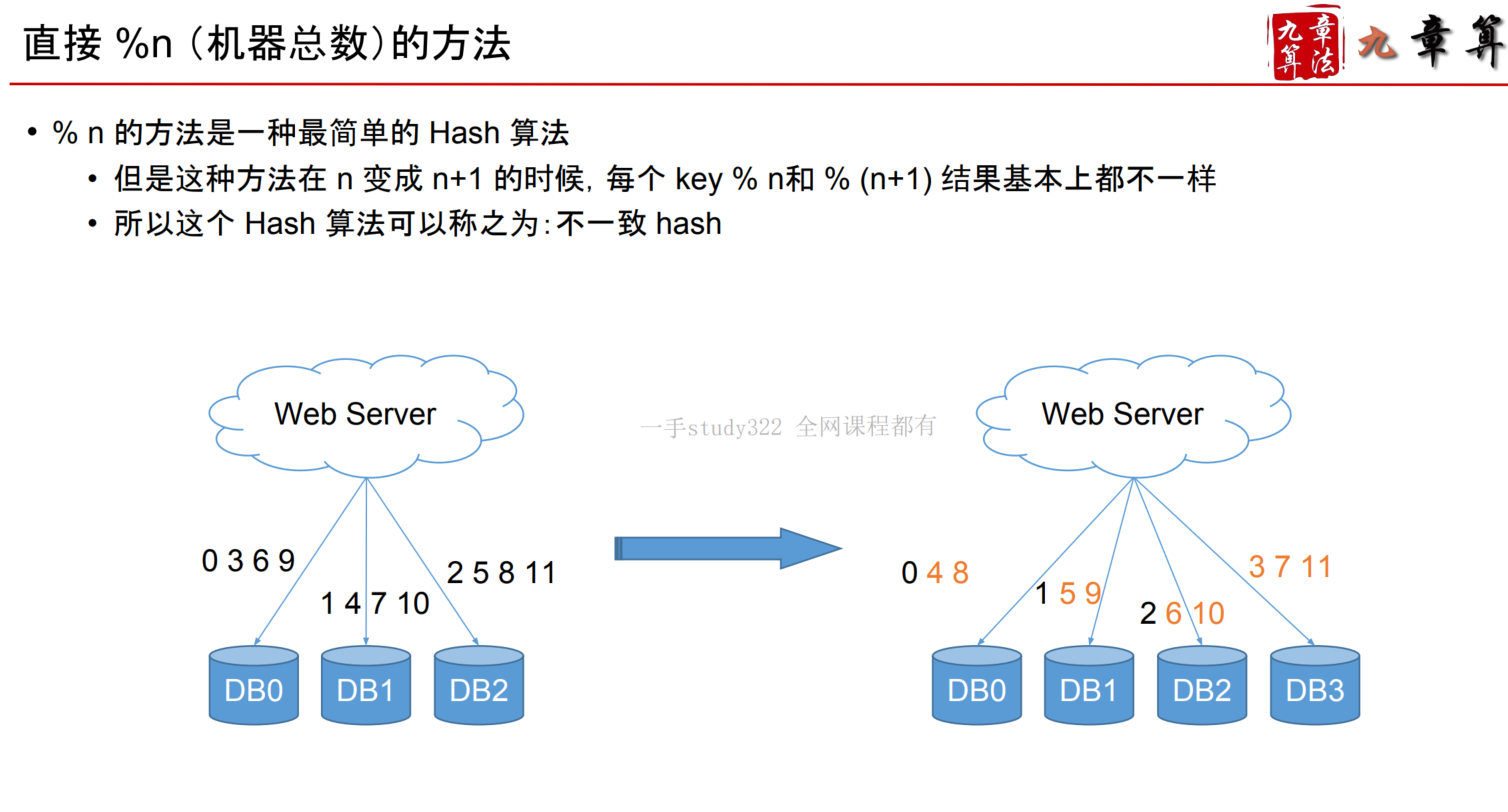 直接 %n （机器总数）的方法
九章
算法
九章算
• % n 的方法是一种最简单的 Hash 算法
• 但是这种方法在 n 变成 n+1 的时候，每个 key % n和 % (n+1) 结果基本上都不一样
• 所以这个 Hash 算法可以称之为：不一致 hash
Web Server
一手study322 全网课程都有
Web Server
0 3 6 9
1 4 7 10
2 5 8 11
0 4 8
1 5 9
2 6 10
3 7 11
DB0
DB1
DB2
DB0
DB1
DB2
DB3